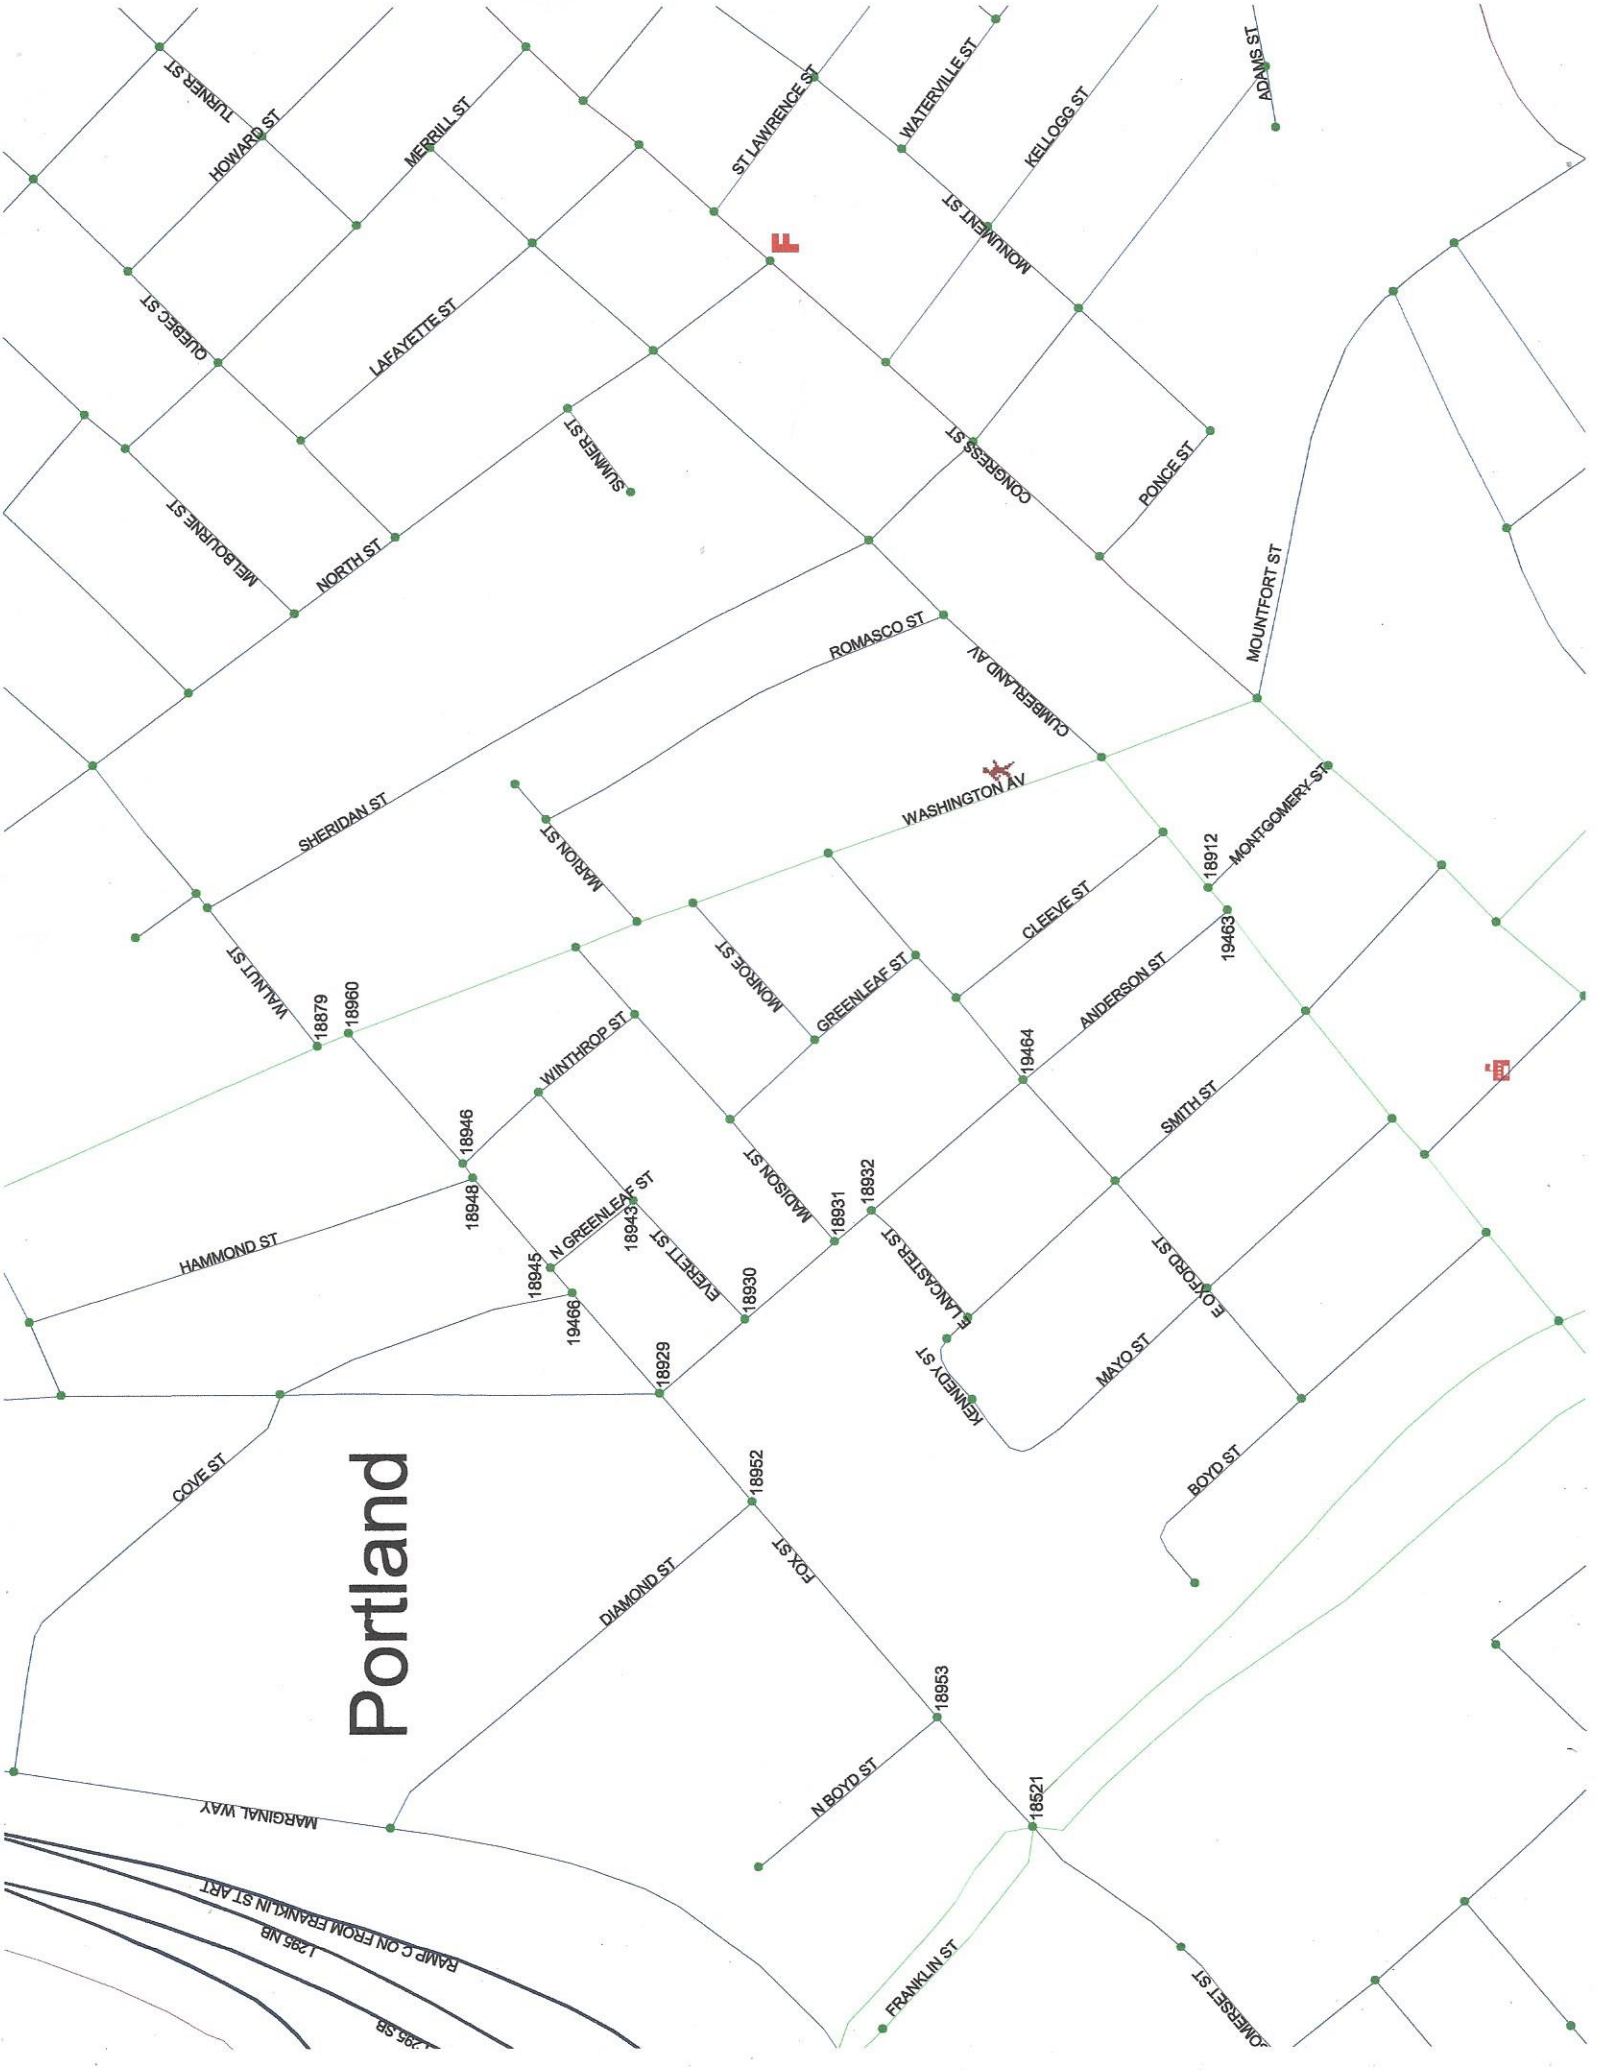 TURNER ST
HOWARD ST
MERRILL ST
ST LAWRENCE ST
WATERVILLE ST
KELLOGG ST
ADAMS ST
MONUMENT ST
QUEBEC ST
LAFAYETTE ST
F
SUMNER ST
CONGRESS ST
PONCE ST
MELBOURNE ST
NORTH ST
MOUNTFORT ST
ROMASCO ST
CUMBERLAND AV
SHERIDAN ST
MARION ST
WASHINGTON AV
MONTGOMERY ST
18912
CLEEVE ST
19463
WALNUT ST
18879
18960
MONROE ST
GREENLEAF ST
ANDERSON ST
WINTHROP ST
19464
SMITH ST
18946
18948
MADISON ST
18932
18931
N GREENLEAF ST
18943
EVERETT ST
HAMMOND ST
18945
19466
18930
E LANCASTER ST
E OXFORD ST
KENNEDY ST
MAYO ST
18929
COVE ST
Portland
18952
BOYD ST
FOX ST
DIAMOND ST
18953
N BOYD ST
18521
MARGINAL WAY
RAMP C ON FROM FRANKLIN ST ART
I 295 NB
I 295 SB
FRANKLIN ST
SOMERSET ST